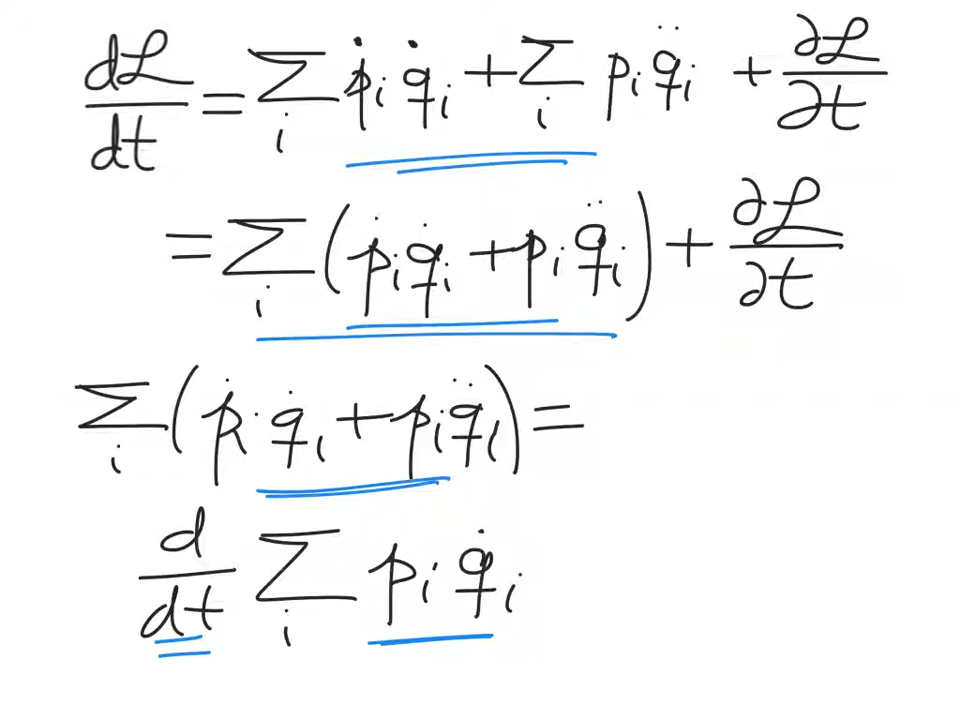 dℒ/dt = Σ_i ṗ_i q̇_i + Σ_i p_i q̈_i + ∂ℒ/∂t
= Σ_i (ṗ_i q̇_i + p_i q̈_i) + ∂ℒ/∂t
Σ_i (ṗ_i q̇_i + p_i q̈_i) =
d/dt Σ_i p_i q̇_i